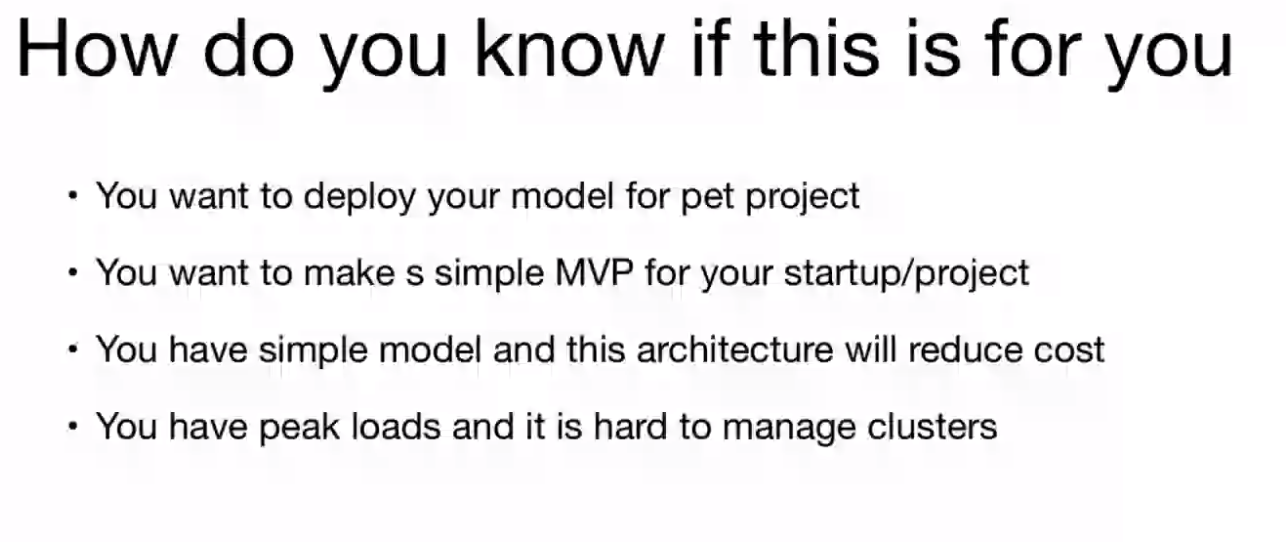 How do you know if this is for you
• You want to deploy your model for pet project
• You want to make s simple MVP for your startup/project
• You have simple model and this architecture will reduce cost
• You have peak loads and it is hard to manage clusters